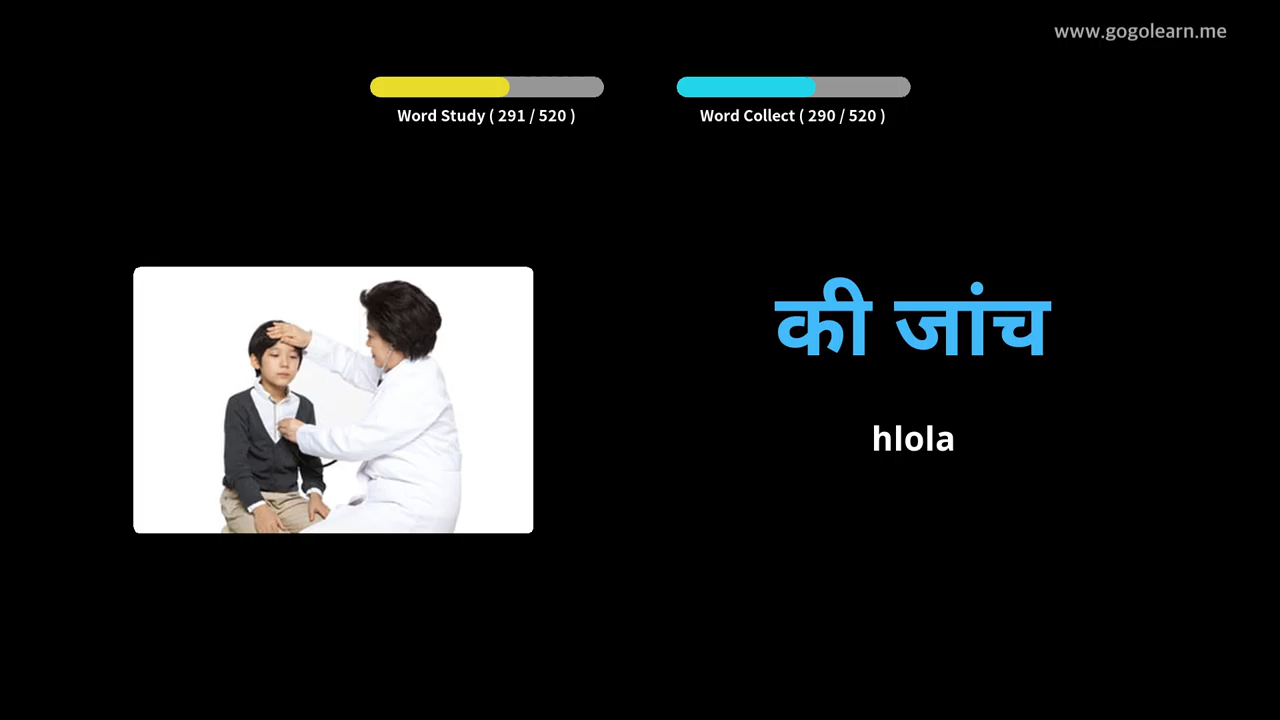 www.gogolearn.me
Word Study ( 291 / 520 )
Word Collect ( 290 / 520 )
की जांच
hlola